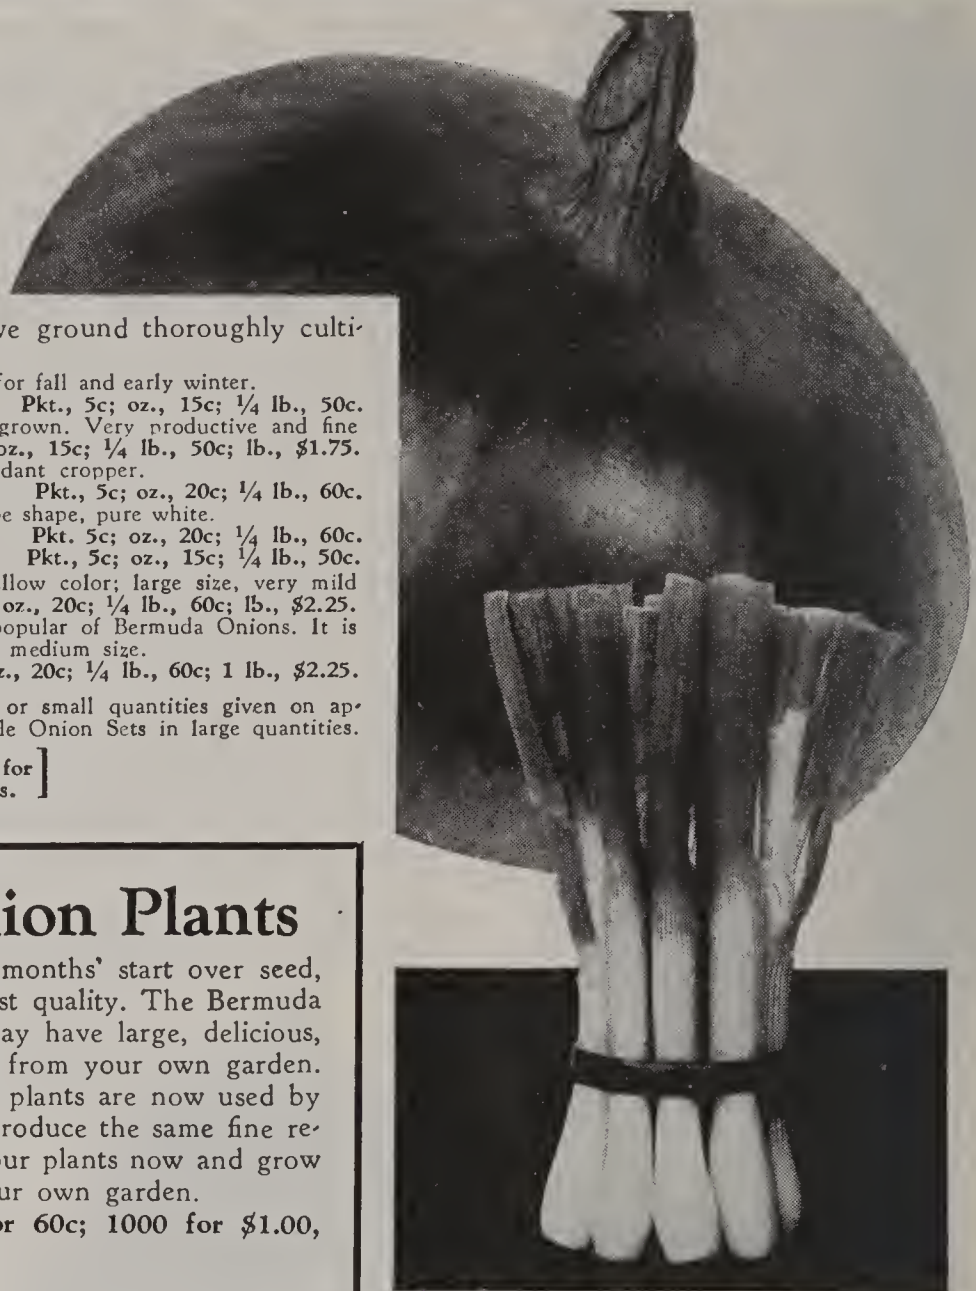 ve ground thoroughly culti-
for fall and early winter.
Pkt., 5c; oz., 15c; ¼ lb., 50c.
grown. Very productive and fine
oz., 15c; ¼ lb., 50c; lb., $1.75.
dant cropper.
Pkt., 5c; oz., 20c; ¼ lb., 60c.
e shape, pure white.
Pkt. 5c; oz., 20c; ¼ lb., 60c.
Pkt., 5c; oz., 15c; ¼ lb., 50c.
llow color; large size, very mild
oz., 20c; ¼ lb., 60c; lb., $2.25.
popular of Bermuda Onions. It is
medium size.
z., 20c; ¼ lb., 60c; 1 lb., $2.25.
or small quantities given on ap-
le Onion Sets in large quantities.
for]
s.
ion Plants
months' start over seed,
st quality. The Bermuda
ay have large, delicious,
from your own garden.
plants are now used by
roduce the same fine re-
our plants now and grow
ur own garden.
or 60c; 1000 for $1.00,